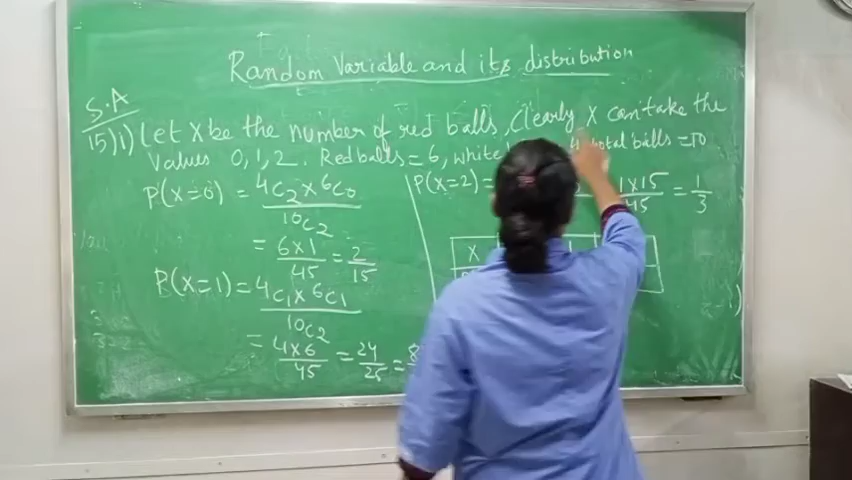 Random Variable and its distribution
S.A
15)i) Let X be the number of red balls, Clearly X can take the
Values 0, 1, 2. Red balls = 6, white total balls = 10
P(X=0) = 4C2 x 6C0
10C2
= 6x1 = 2
45 15
P(X=1) = 4C1 x 6C1
10C2
= 4x6 = 24 = 8
45 25
P(X=2) = 1x15 = 1
45 3
X